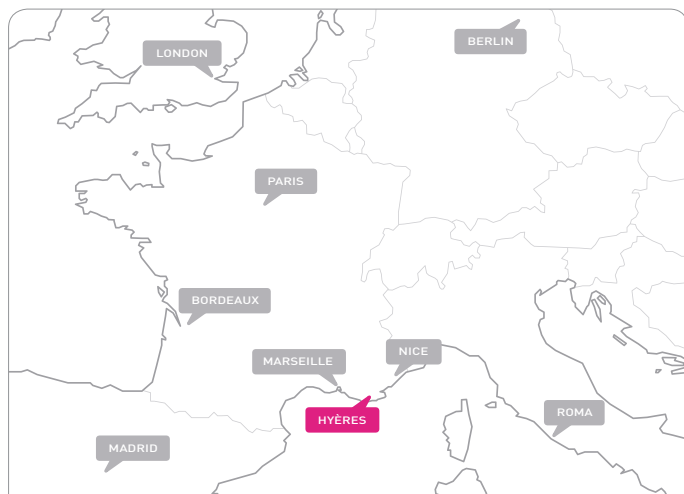 BERLIN
LONDON
PARIS
BORDEAUX
NICE
MARSEILLE
HYÈRES
ROMA
MADRID